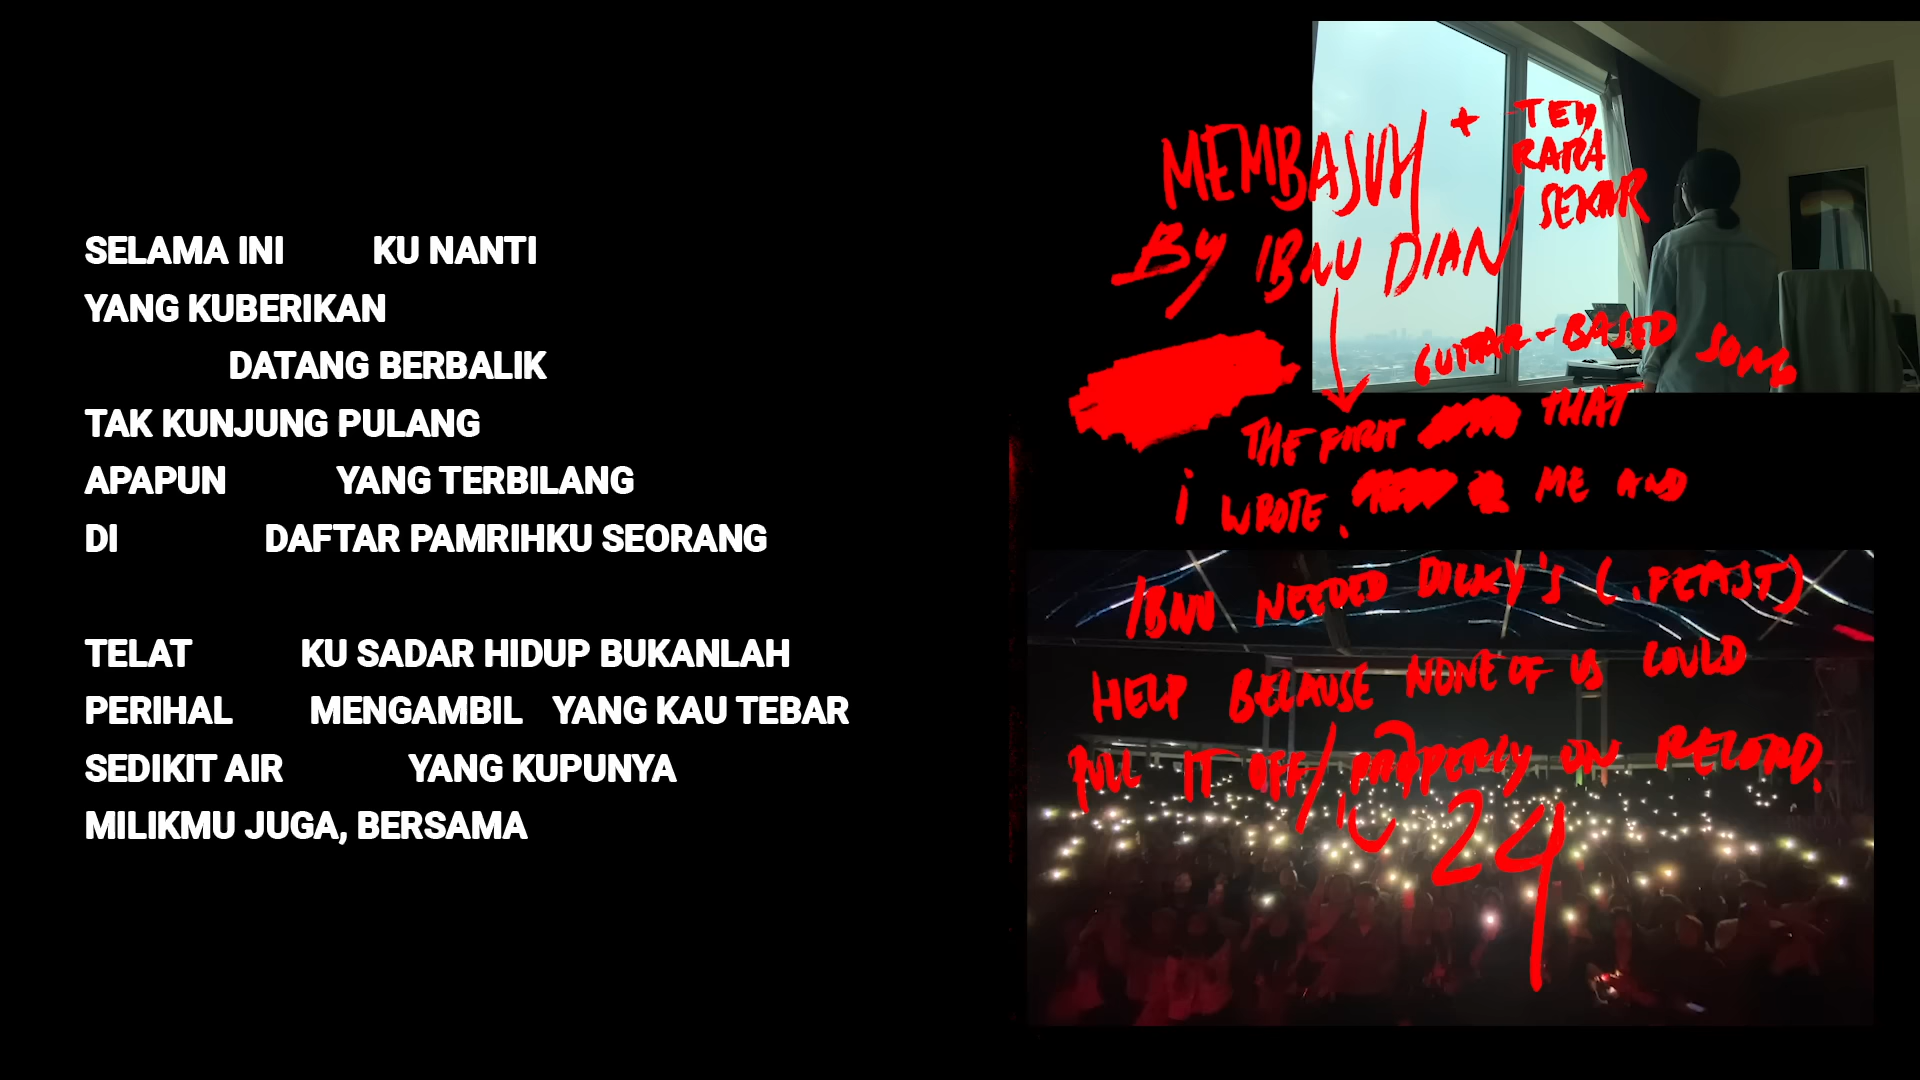 SELAMA INI KU NANTI
YANG KUBERIKAN
DATANG BERBALIK
TAK KUNJUNG PULANG
APAPUN YANG TERBILANG
DI DAFTAR PAMRIHKU SEORANG
TELAT KU SADAR HIDUP BUKANLAH
PERIHAL MENGAMBIL YANG KAU TEBAR
SEDIKIT AIR YANG KUPUNYA
MILIKMU JUGA, BERSAMA
MEMBASUH + TEH
RARA
SEKAR
BY IBNU DIAN
GUITAR-BASED SONG
THE FIRST THAT
i WROTE. ME AND
IBNU NEEDED DICKY'S (.FEAST)
HELP BECAUSE NONE OF US COULD
PULL IT OFF PROPERLY ON RECORD.
24